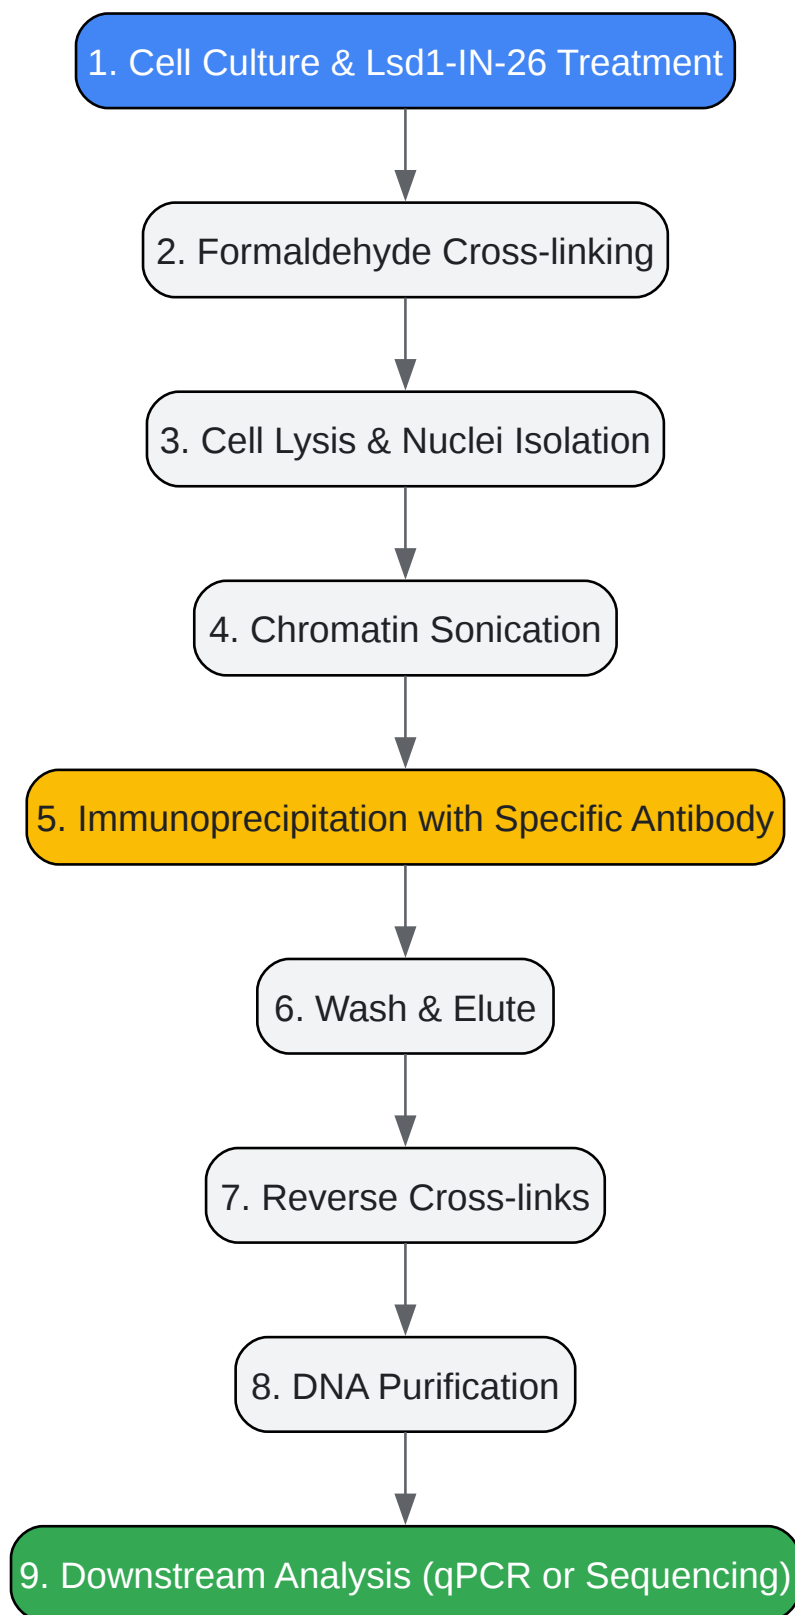 1. Cell Culture & Lsd1-IN-26 Treatment
2. Formaldehyde Cross-linking
3. Cell Lysis & Nuclei Isolation
4. Chromatin Sonication
5. Immunoprecipitation with Specific Antibody
6. Wash & Elute
7. Reverse Cross-links
8. DNA Purification
9. Downstream Analysis (qPCR or Sequencing)